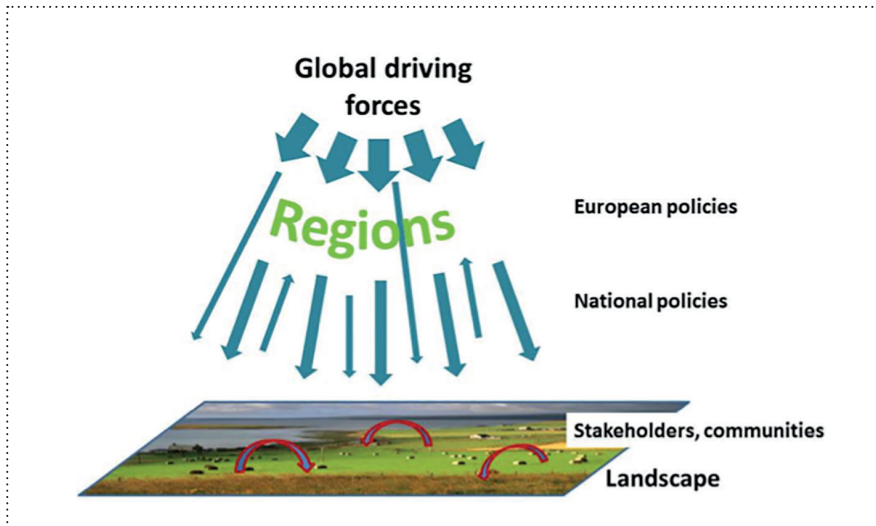 Global driving
forces
Regions
European policies
National policies
Stakeholders, communities
Landscape